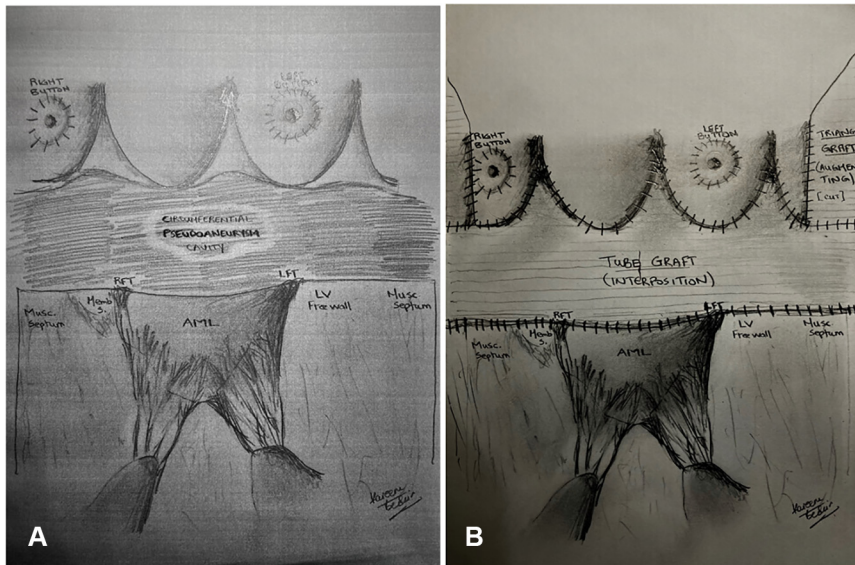 RIGHT
BUTTON
LEFT
BUTTON
CIRCUMFERENTIAL
PSEUDOANEURYSM
CAVITY
RFT
LFT
Memb
S.
Musc.
Septum
AML
LV
Free wall
Musc
Septum
A
RIGHT
BUTTON
LEFT
BUTTON
TRIANG
GRAFT
(AUGMEN
TING)
[CUT]
TUBE GRAFT
(INTERPOSITION)
RFT
LFT
Memb
S.
Musc.
Septum
AML
LV
Free wall
Musc.
Septum
B